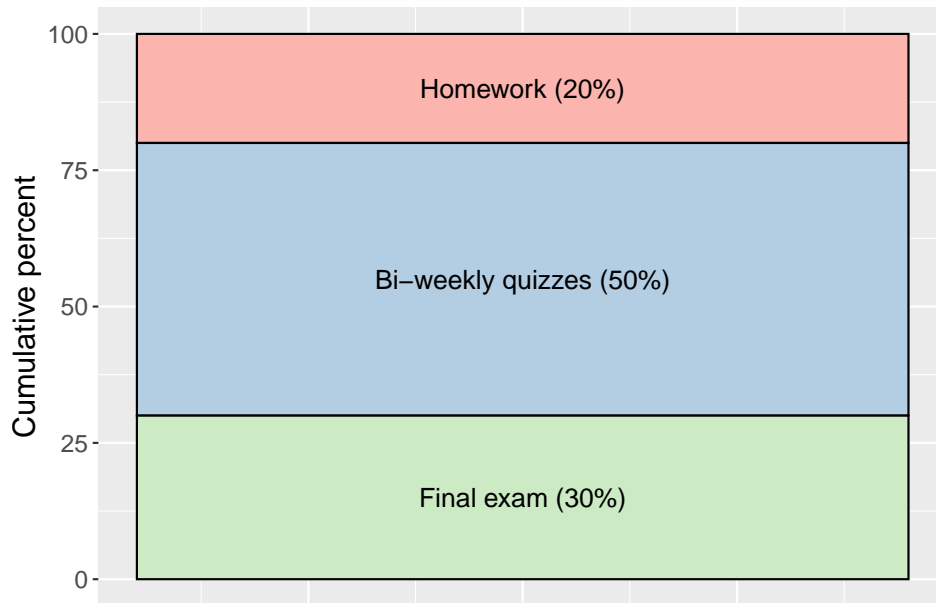 100
Homework (20%)
75
Cumulative percent
Bi−weekly quizzes (50%)
50
25
Final exam (30%)
0